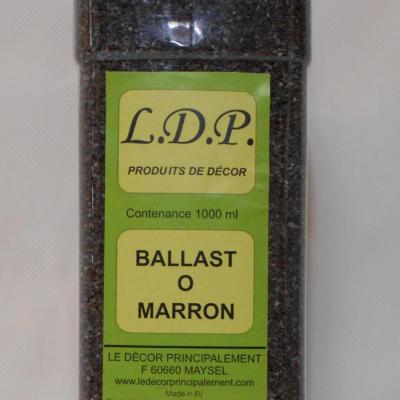 L.D.P.
PRODUITS DE DÉCOR
Contenance 1000 ml
BALLAST
O
MARRON
LE DÉCOR PRINCIPALEMENT
F 60660 MAYSEL
www.ledecorprincipalement.com
Made in EU